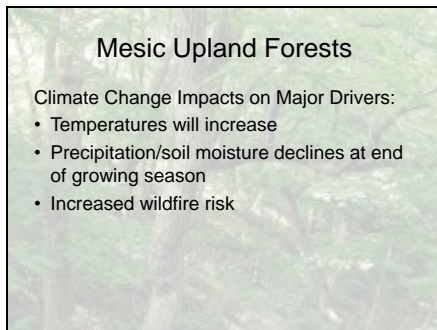 Mesic Upland Forests
Climate Change Impacts on Major Drivers:
• Temperatures will increase
• Precipitation/soil moisture declines at end
of growing season
• Increased wildfire risk